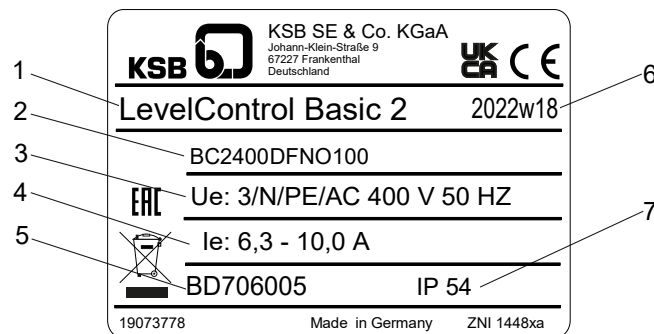 KSB
KSB SE & Co. KGaA
Johann-Klein-Straße 9
67227 Frankenthal
Deutschland
UK
CA
CE
1
LevelControl Basic 2
2022w18
6
2
BC2400DFNO100
3
EAC
Ue: 3/N/PE/AC 400 V 50 HZ
4
Ie: 6,3 - 10,0 A
7
5
BD706005
IP 54
19073778
Made in Germany
ZNI 1448xa